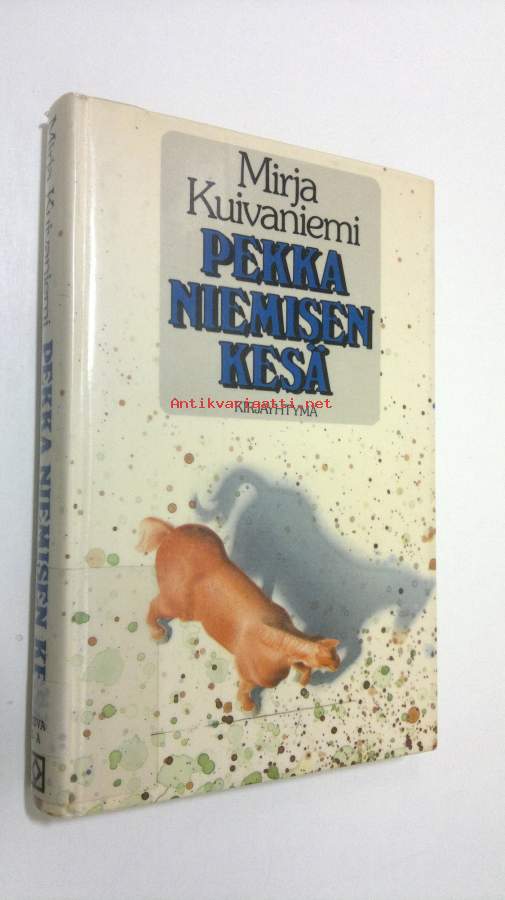 Mirja
Kuivaniemi
PEKKA
NIEMISEN
KESÄ
Antikvariaatti.net
KIRJAYHTYMÄ
Mirja Kuivaniemi PEKKA NIEMISEN KE